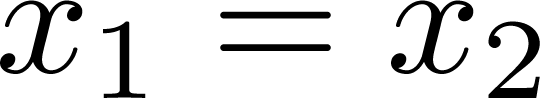 x₁ = x₂